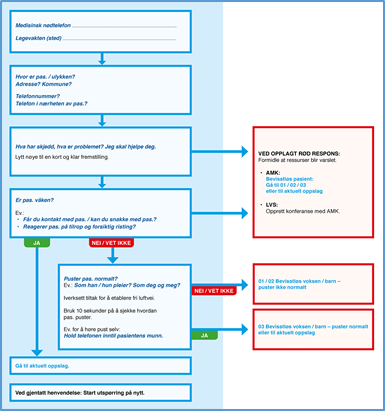 Medisinsk nødtelefon
Legevakten (sted)
Hvor er pas. / ulykken?
Adresse? Kommune?
Telefonnummer?
Telefon i nærheten av pas.?
Hva har skjedd, hva er problemet? Jeg skal hjelpe deg.
Lytt nøye til en kort og klar fremstilling.
VED OPPLAGT RØD RESPONS:
Formidle at ressurser blir varslet.
• AMK:
Bevisstløs pasient:
Gå til 01 / 02 / 03
eller til aktuelt oppslag
• LVS:
Opprett konferanse med AMK.
Er pas. våken?
Ev.:
• Får du kontakt med pas. / kan du snakke med pas.?
• Reagerer pas. på tilrop og forsiktig risting?
JA
NEI / VET IKKE
Puster pas. normalt?
Ev.: Som han / hun pleier? Som deg og meg?
Iverksett tiltak for å etablere fri luftvei.
Bruk 10 sekunder på å sjekke hvordan
pas. puster.
Ev. for å høre pust selv:
Hold telefonen inntil pasientens munn.
NEI / VET IKKE
01 / 02 Bevisstløs voksen / barn –
puster ikke normalt
JA
03 Bevisstløs voksen / barn – puster normalt
eller til aktuelt oppslag
Gå til aktuelt oppslag.
Ved gjentatt henvendelse: Start utspørring på nytt.